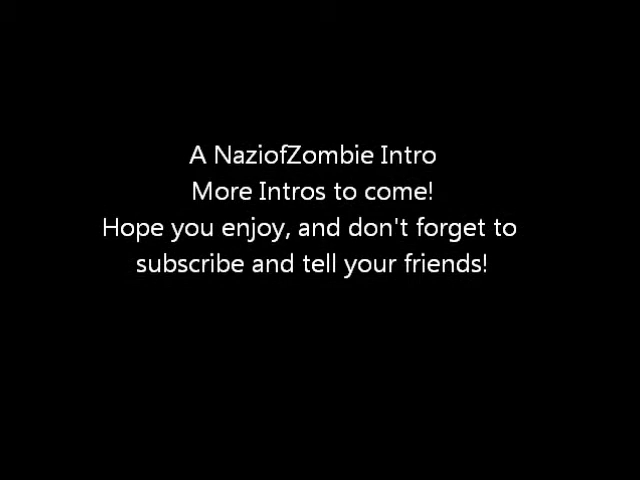 A NaziofZombie Intro
More Intros to come!
Hope you enjoy, and don't forget to
subscribe and tell your friends!